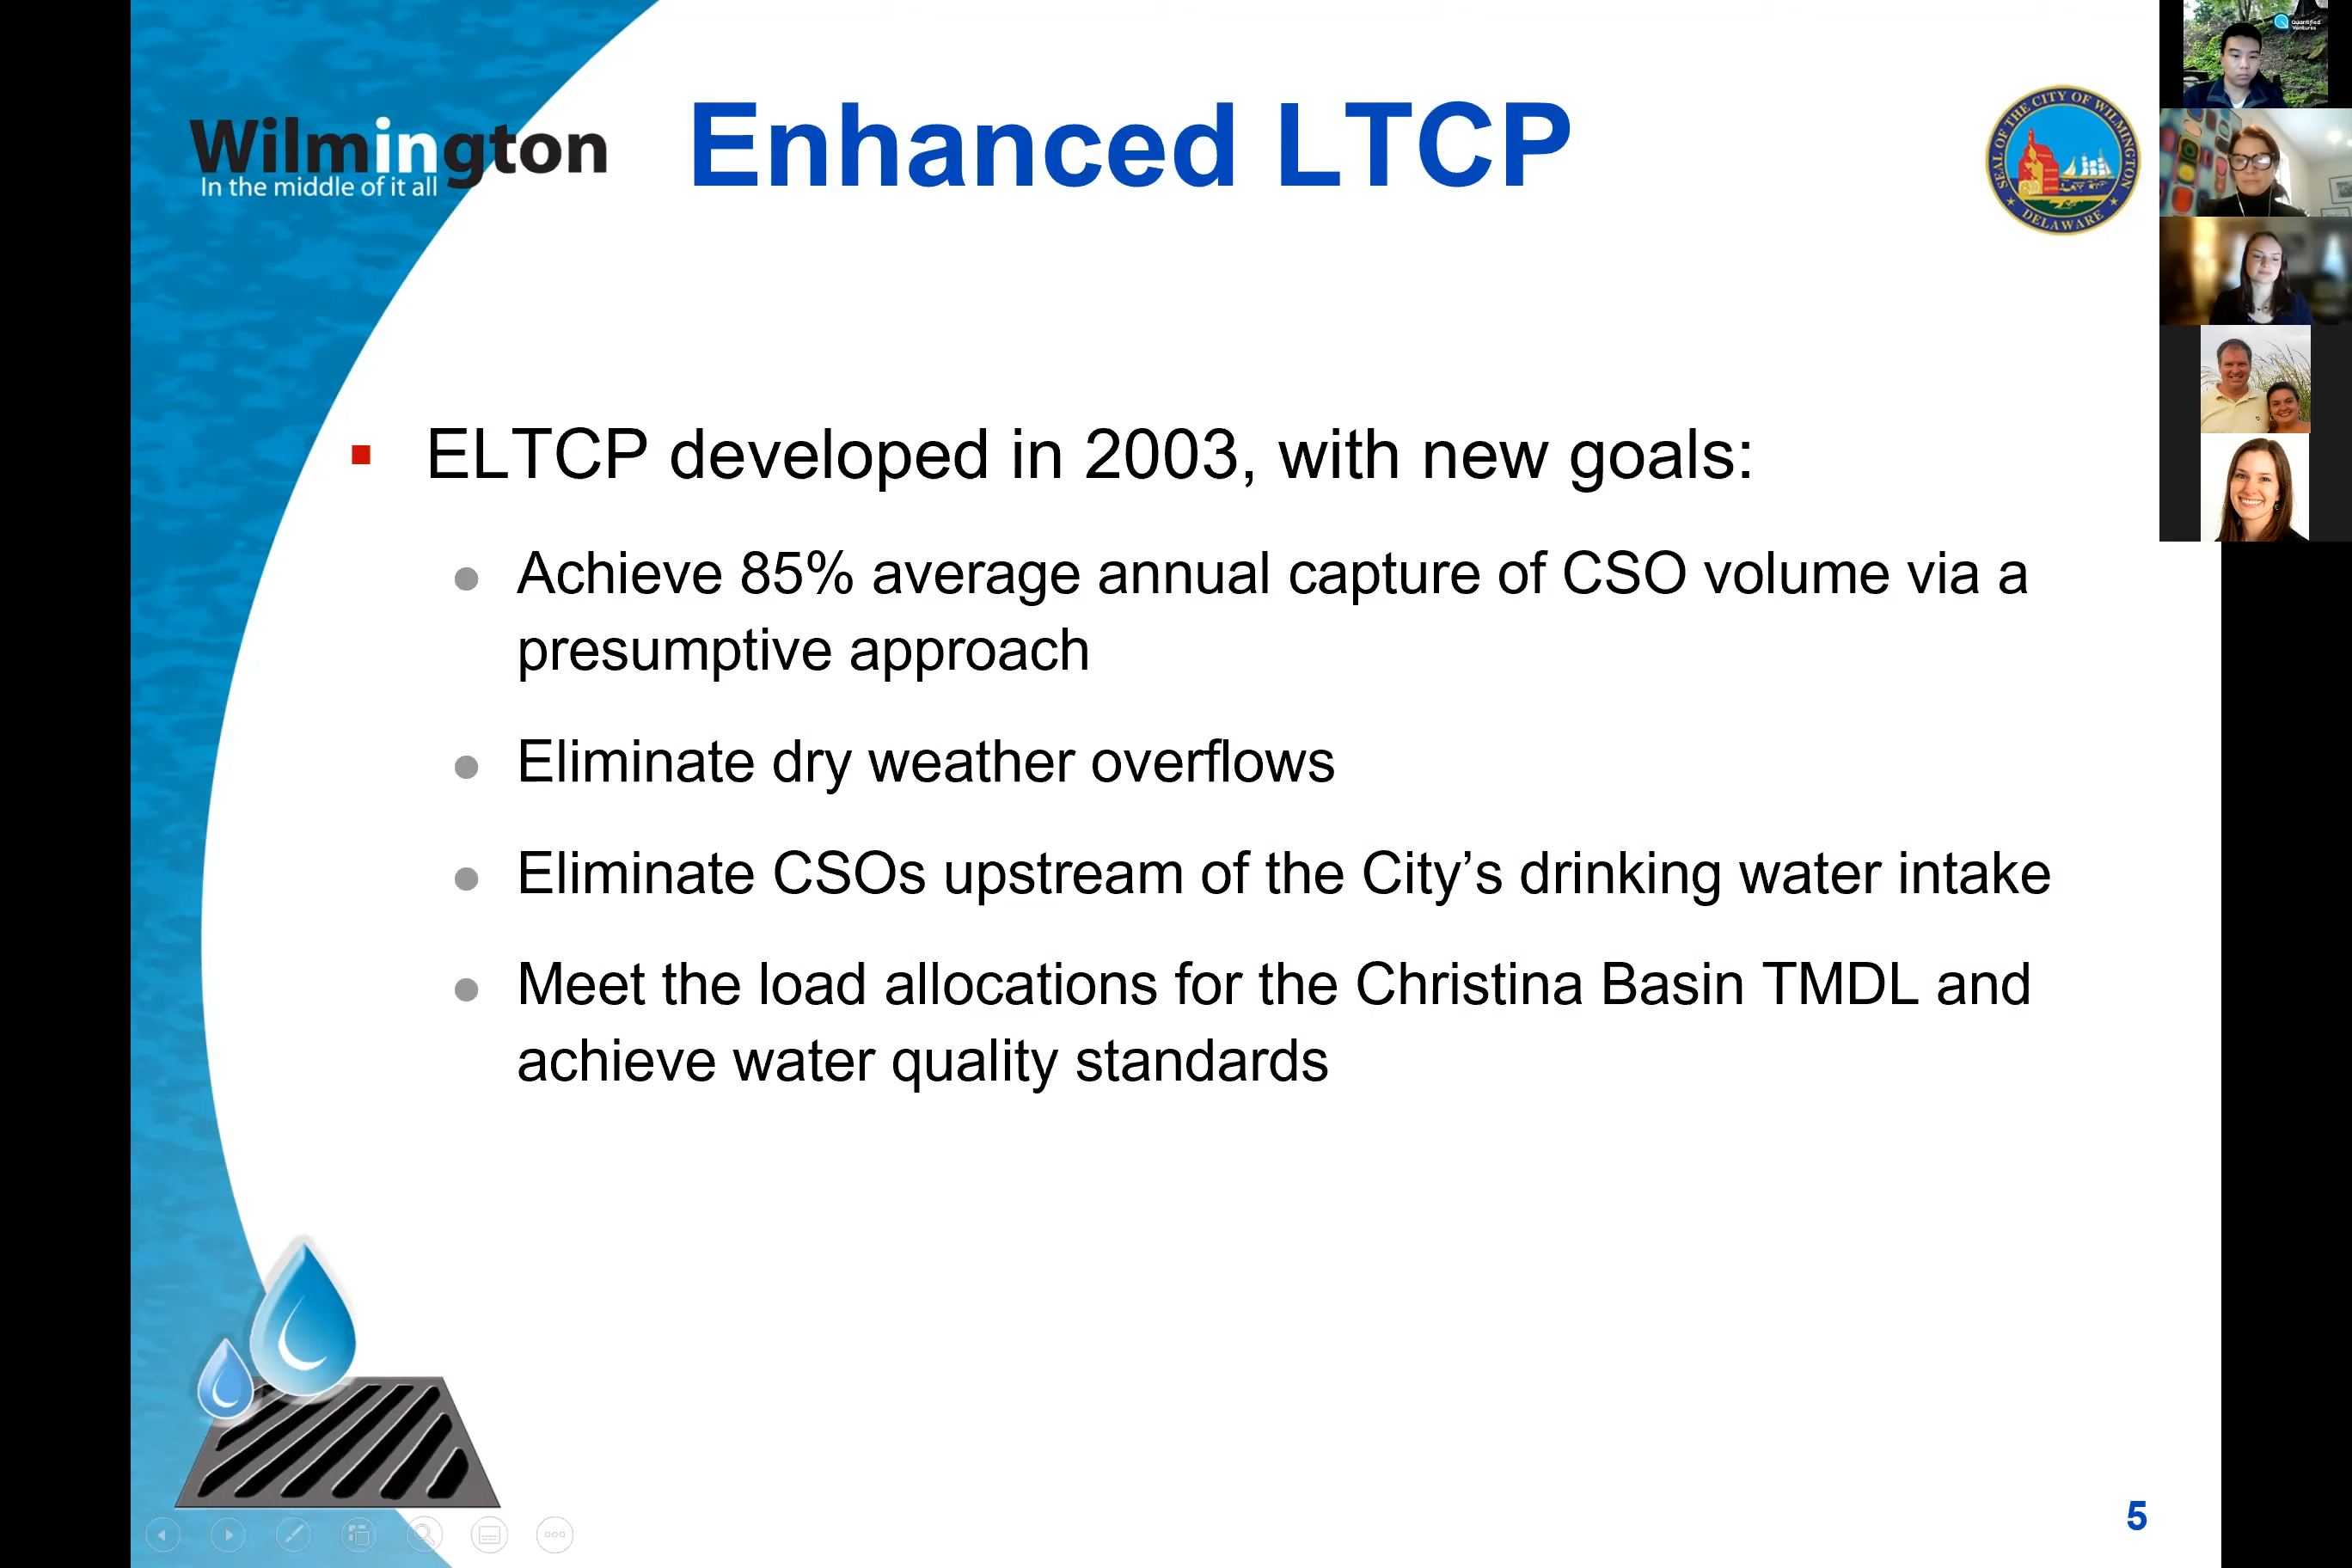 Wilmington
In the middle of it all
Enhanced LTCP
SEAL OF THE CITY OF WILMINGTON
DELAWARE
Quantified
Ventures
ELTCP developed in 2003, with new goals:
Achieve 85% average annual capture of CSO volume via a
presumptive approach
Eliminate dry weather overflows
Eliminate CSOs upstream of the City’s drinking water intake
Meet the load allocations for the Christina Basin TMDL and
achieve water quality standards
5